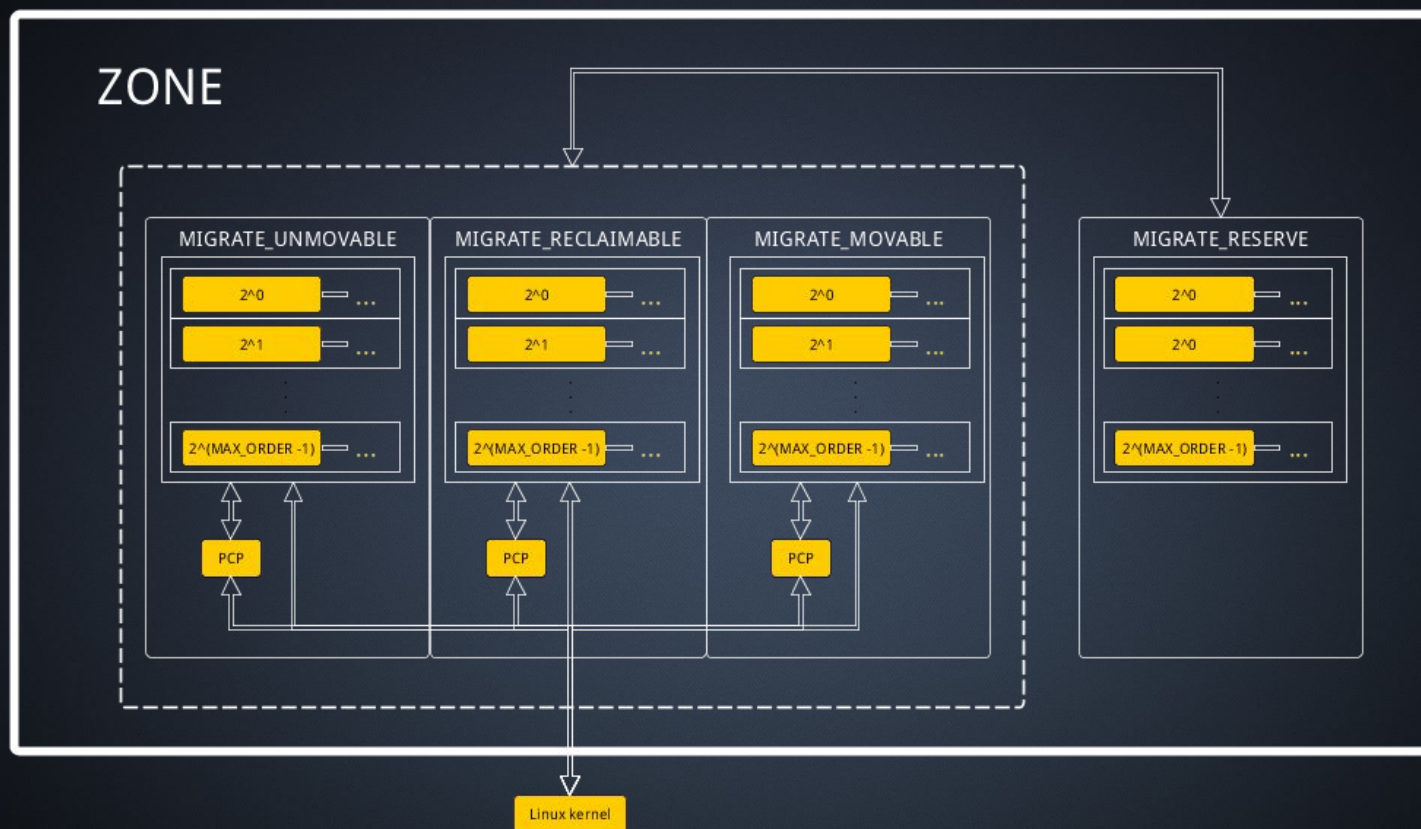 ZONE
MIGRATE_UNMOVABLE
2^0 ...
2^1 ...
2^(MAX_ORDER -1) ...
PCP
MIGRATE_RECLAIMABLE
2^0 ...
2^1 ...
2^(MAX_ORDER -1) ...
PCP
MIGRATE_MOVABLE
2^0 ...
2^1 ...
2^(MAX_ORDER -1) ...
PCP
MIGRATE_RESERVE
2^0 ...
2^0 ...
2^(MAX_ORDER -1) ...
Linux kernel